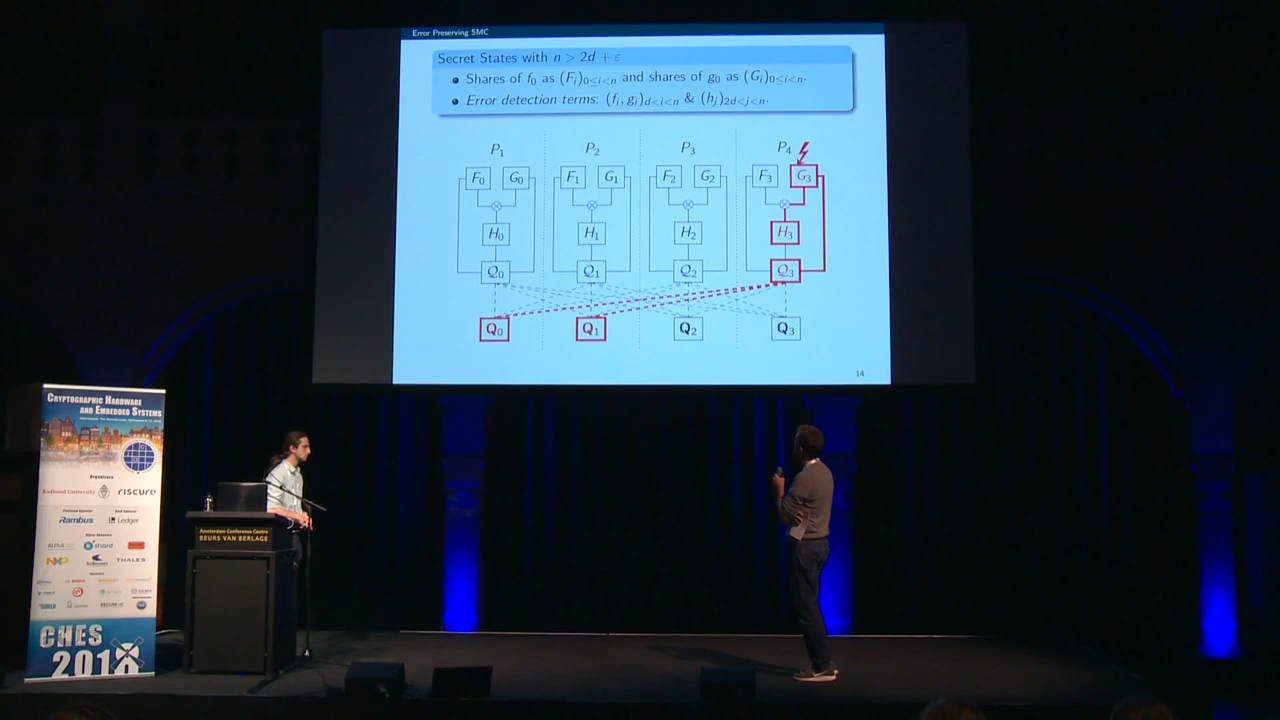 Error Preserving SMC
Secret States with n > 2d + ε
Shares of f₀ as (Fᵢ)₀≤ᵢ<ₙ and shares of g₀ as (Gᵢ)₀≤ᵢ<ₙ.
Error detection terms: (fᵢ, gᵢ)d<ᵢ<ₙ & (hⱼ)₂d<ⱼ<ₙ.
P₁ P₂ P₃ P₄
F₀ G₀ F₁ G₁ F₂ G₂ F₃ G₃
H₀ H₁ H₂ H₃
Q₀ Q₁ Q₂ Q₃
Q₀ Q₁ Q₂ Q₃
14
CRYPTOGRAPHIC HARDWARE
AND EMBEDDED SYSTEMS
Organizers
Radboud University riscure
Rambus Ledger
shard
NXP THALES
CHES
2018
Amsterdam Conference Centre
BEURS VAN BERLAGE